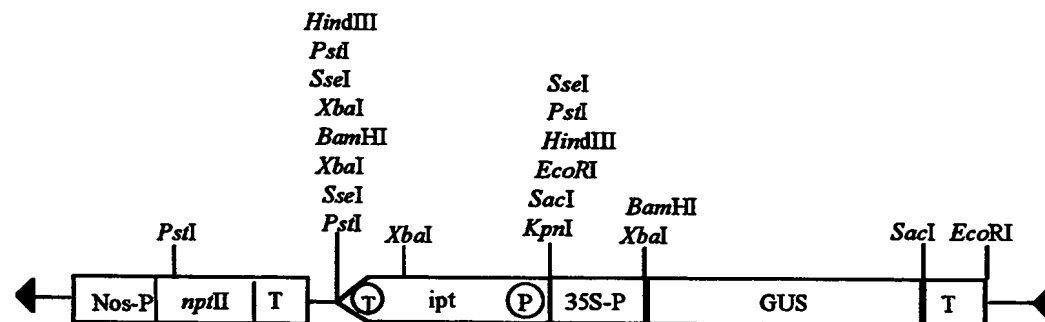 HindIII
PstI
SseI
XbaI
BamHI
XbaI
SseI
PstI
SseI
PstI
HindIII
EcoRI
SacI
KpnI
BamHI
XbaI
PstI
XbaI
SacI EcoRI
Nos-P nptII T T ipt P 35S-P GUS T